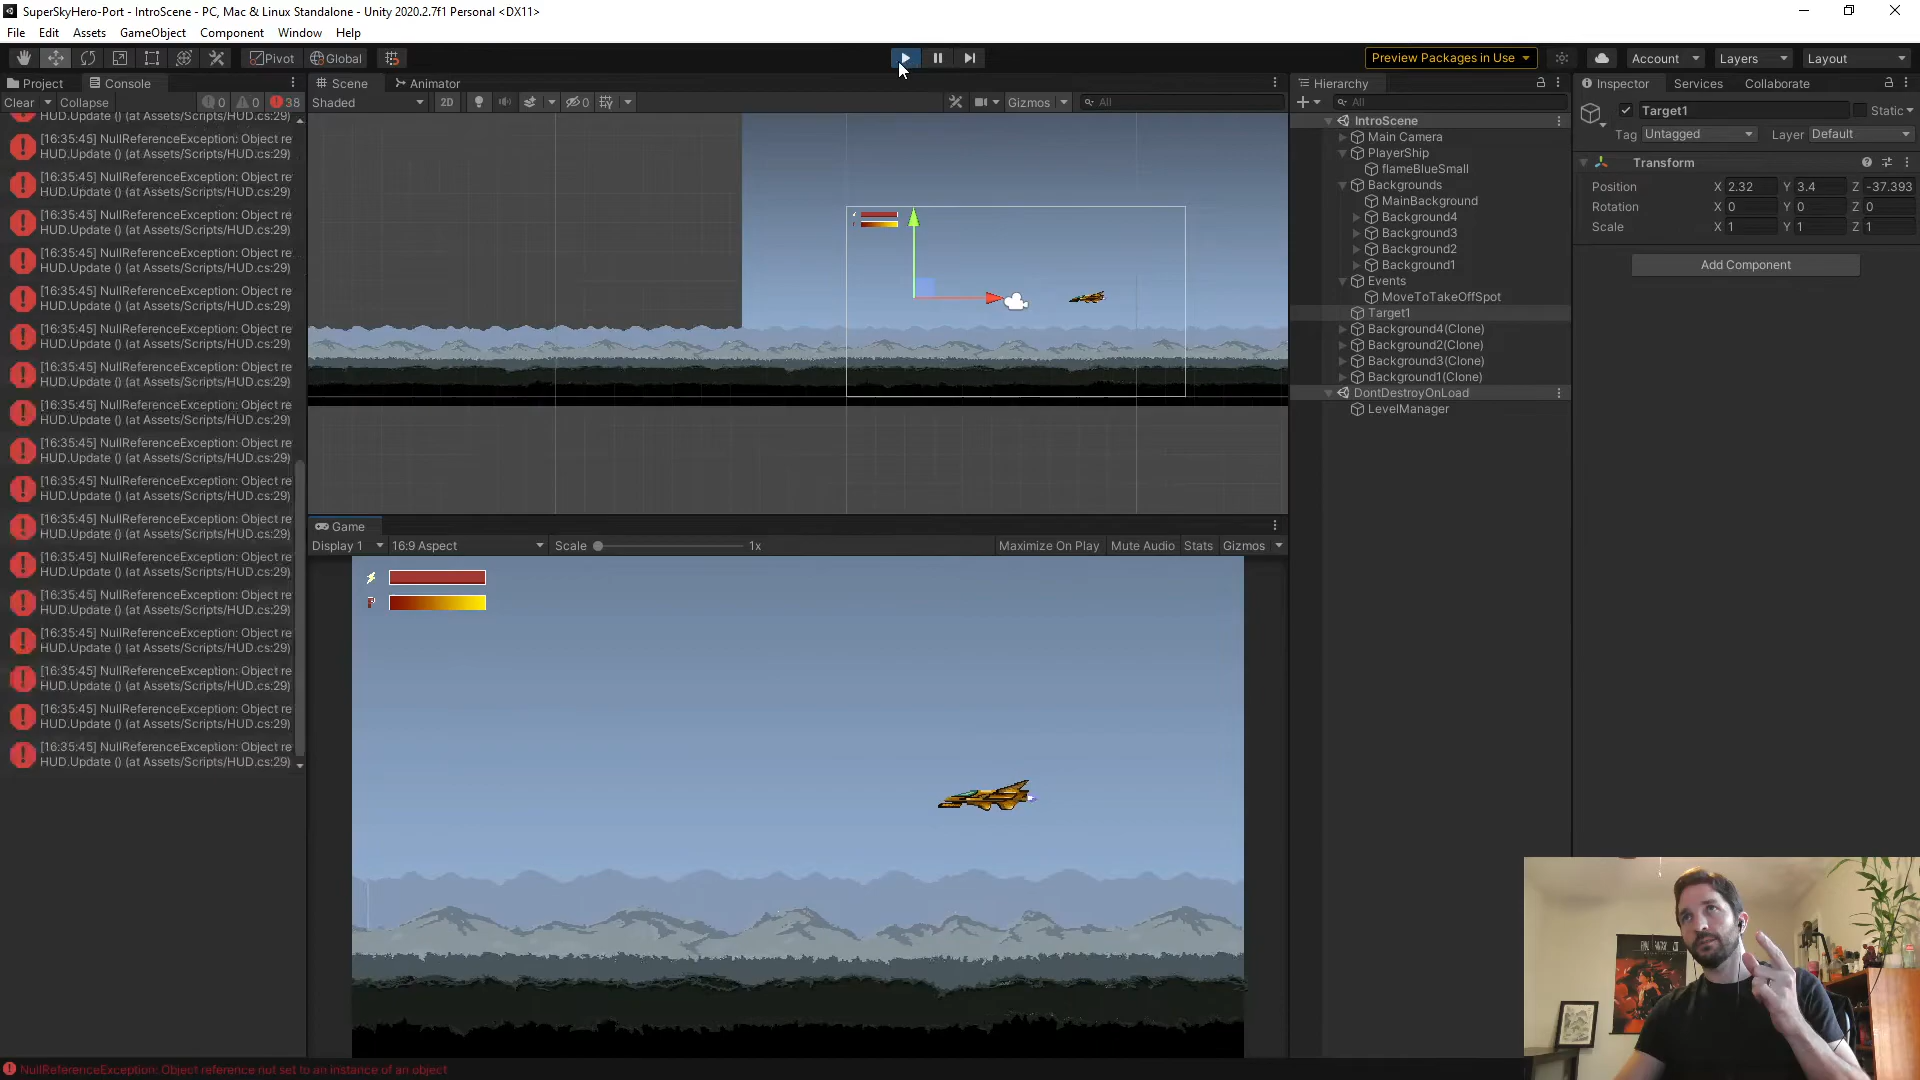 SuperSkyHero-Port - IntroScene - PC, Mac & Linux Standalone - Unity 2020.2.7f1 Personal <DX11>
File Edit Assets GameObject Component Window Help
Pivot Global Preview Packages in Use Account Layers Layout
Project Console
Clear Collapse 0 0 38
HUD.Update () (at Assets/Scripts/HUD.cs:29)
[16:35:45] NullReferenceException: Object re
HUD.Update () (at Assets/Scripts/HUD.cs:29)
[16:35:45] NullReferenceException: Object re
HUD.Update () (at Assets/Scripts/HUD.cs:29)
[16:35:45] NullReferenceException: Object re
HUD.Update () (at Assets/Scripts/HUD.cs:29)
[16:35:45] NullReferenceException: Object re
HUD.Update () (at Assets/Scripts/HUD.cs:29)
[16:35:45] NullReferenceException: Object re
HUD.Update () (at Assets/Scripts/HUD.cs:29)
[16:35:45] NullReferenceException: Object re
HUD.Update () (at Assets/Scripts/HUD.cs:29)
[16:35:45] NullReferenceException: Object re
HUD.Update () (at Assets/Scripts/HUD.cs:29)
[16:35:45] NullReferenceException: Object re
HUD.Update () (at Assets/Scripts/HUD.cs:29)
[16:35:45] NullReferenceException: Object re
HUD.Update () (at Assets/Scripts/HUD.cs:29)
[16:35:45] NullReferenceException: Object re
HUD.Update () (at Assets/Scripts/HUD.cs:29)
[16:35:45] NullReferenceException: Object re
HUD.Update () (at Assets/Scripts/HUD.cs:29)
[16:35:45] NullReferenceException: Object re
HUD.Update () (at Assets/Scripts/HUD.cs:29)
[16:35:45] NullReferenceException: Object re
HUD.Update () (at Assets/Scripts/HUD.cs:29)
[16:35:45] NullReferenceException: Object re
HUD.Update () (at Assets/Scripts/HUD.cs:29)
[16:35:45] NullReferenceException: Object re
HUD.Update () (at Assets/Scripts/HUD.cs:29)
[16:35:45] NullReferenceException: Object re
HUD.Update () (at Assets/Scripts/HUD.cs:29)
[16:35:45] NullReferenceException: Object re
HUD.Update () (at Assets/Scripts/HUD.cs:29)
NullReferenceException: Object reference not set to an instance of an object
Scene Animator
Shaded 2D 0 Gizmos All
Game
Display 1 16:9 Aspect Scale 1x Maximize On Play Mute Audio Stats Gizmos
P
Hierarchy
All
IntroScene
Main Camera
PlayerShip
flameBlueSmall
Backgrounds
MainBackground
Background4
Background3
Background2
Background1
Events
MoveToTakeOffSpot
Target1
Background4(Clone)
Background2(Clone)
Background3(Clone)
Background1(Clone)
DontDestroyOnLoad
LevelManager
Inspector Services Collaborate
Target1 Static
Tag Untagged Layer Default
Transform
Position X 2.32 Y 3.4 Z -37.393
Rotation X 0 Y 0 Z 0
Scale X 1 Y 1 Z 1
Add Component